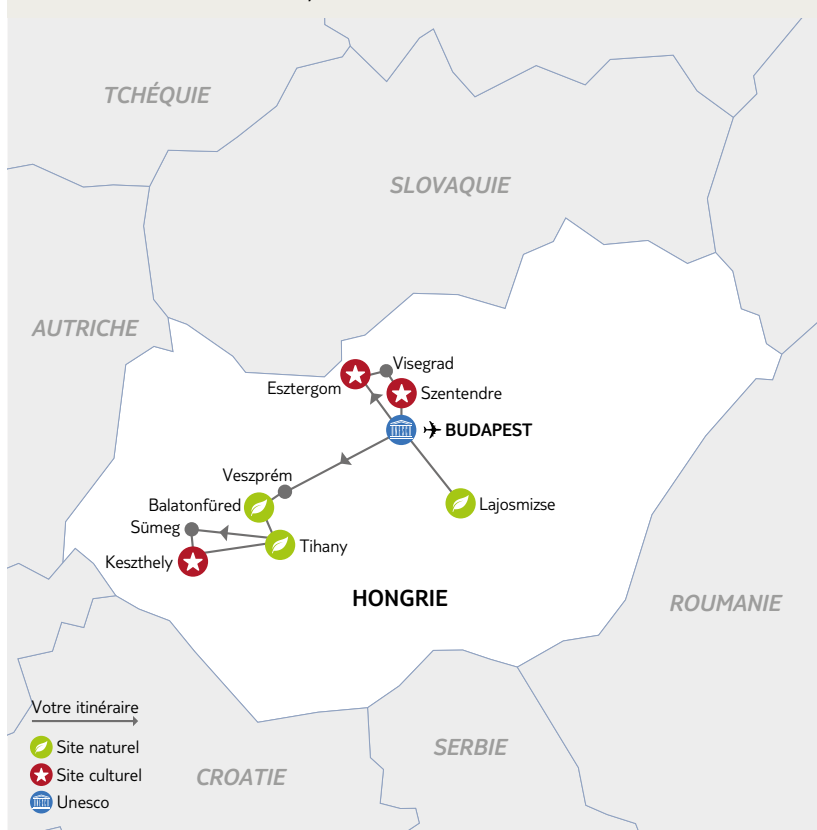 TCHÉQUIE
SLOVAQUIE
AUTRICHE
Visegrad
Esztergom
Szentendre
BUDAPEST
Veszprém
Balatonfüred
Lajosmizse
Sümeg
Tihany
Keszthely
HONGRIE
ROUMANIE
Votre itinéraire
Site naturel
SERBIE
Site culturel
CROATIE
Unesco